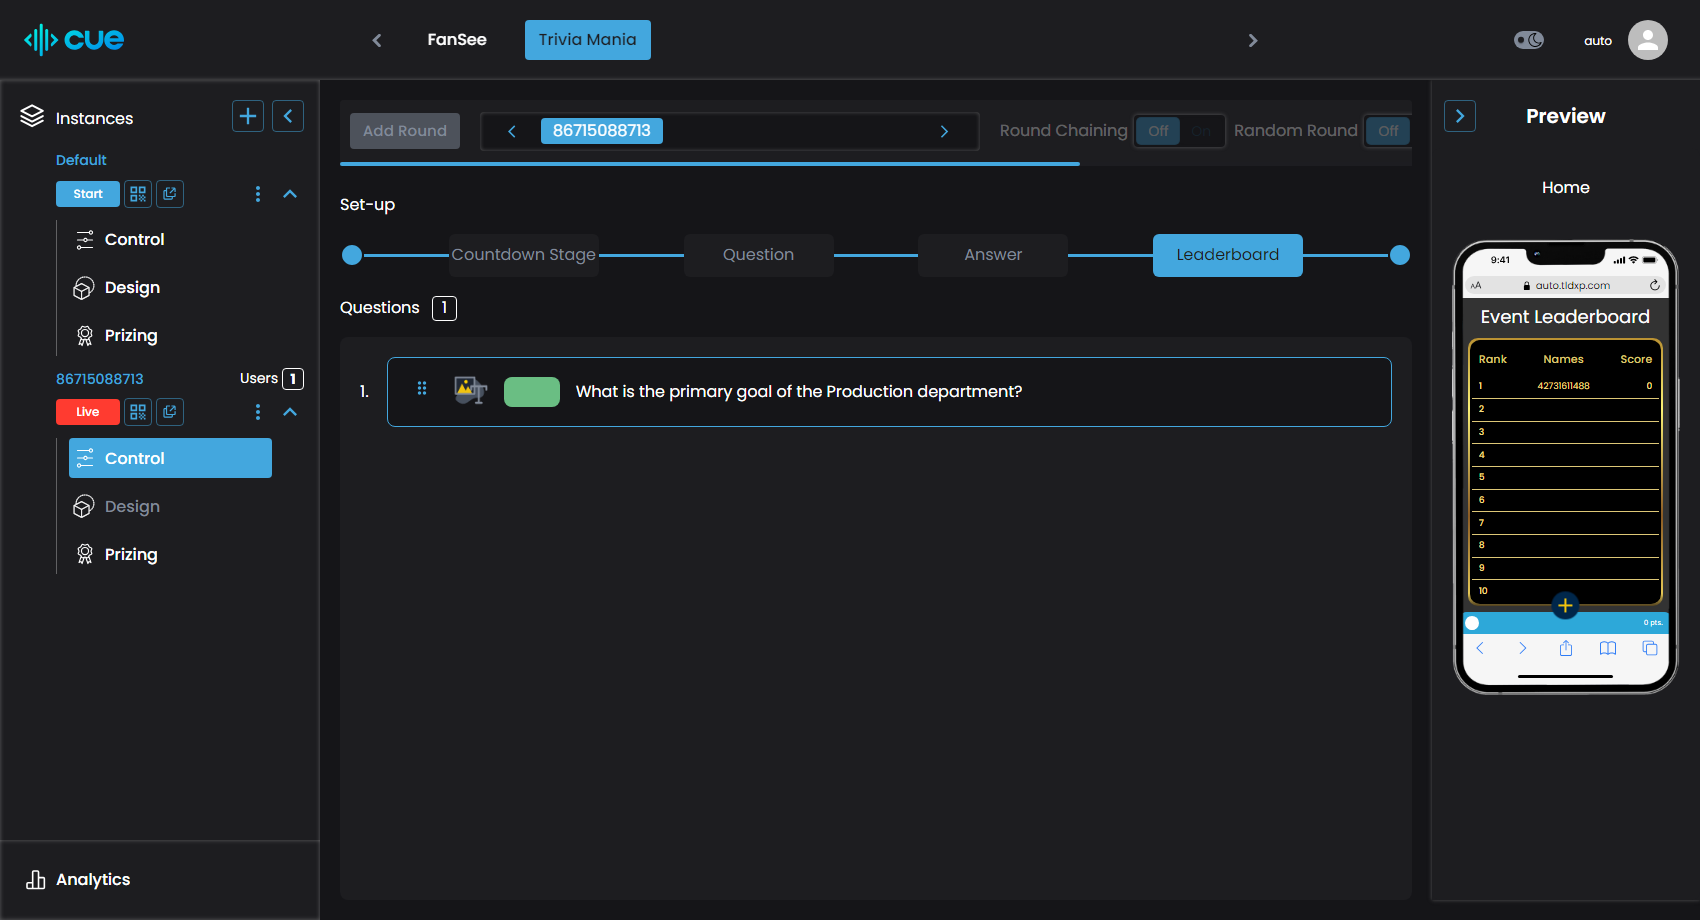 cue
FanSee
Trivia Mania
auto
Instances
Default
Start
Control
Design
Prizing
86715088713
Users 1
Live
Control
Design
Prizing
Analytics
Add Round
86715088713
Round Chaining
Off
On
Random Round
Off
Set-up
Countdown Stage
Question
Answer
Leaderboard
Questions 1
1. What is the primary goal of the Production department?
Preview
Home
9:41
AA auto.tldxp.com
Event Leaderboard
Rank Names Score
1 42731611488 0
2
3
4
5
6
7
8
9
10
0 pts.